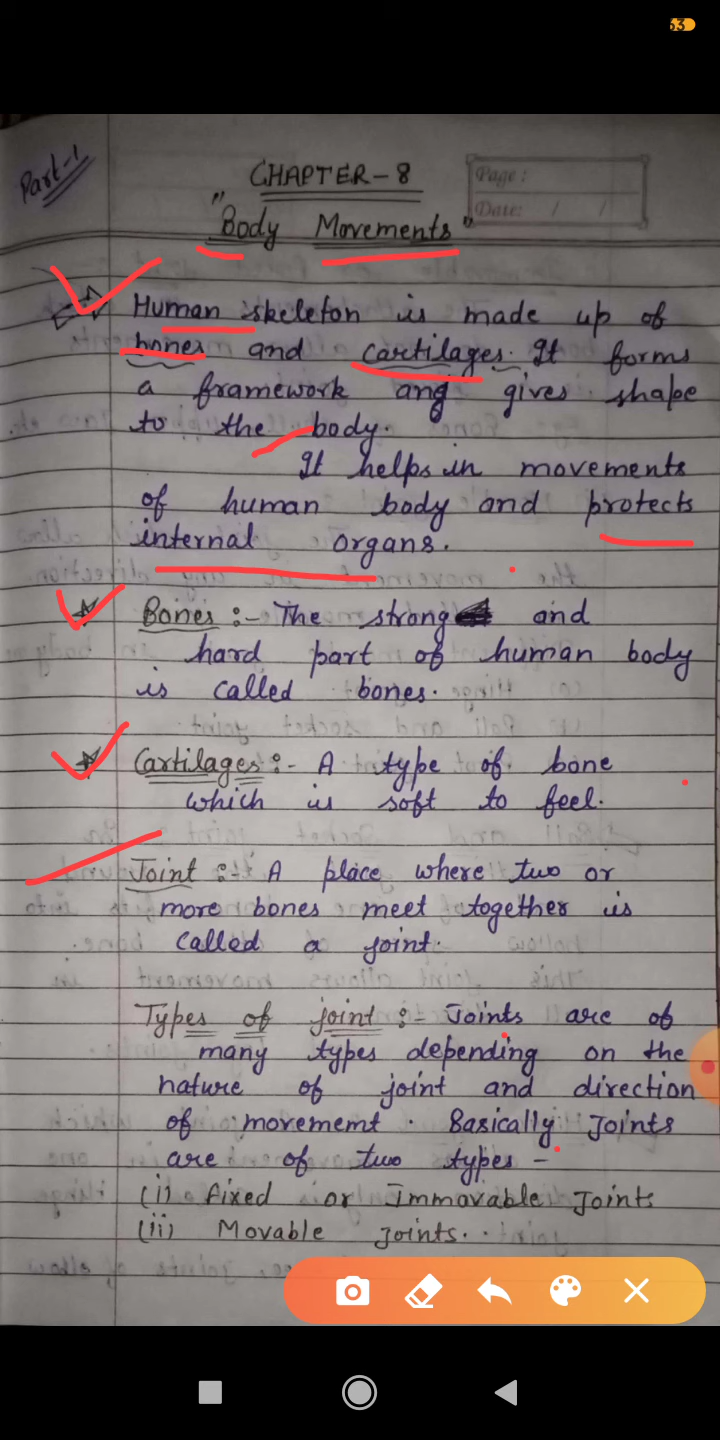 53
Part-1
CHAPTER-8
Page:
Date: / /
"Body Movements"
Human skeleton is made up of
bones and cartilages. It forms
a framework and gives shape
to the body.
It helps in movements
of human body and protects
internal organs.
Bones :- The strong and
hard part of human body
is called bones.
Cartilages :- A type of bone
which is soft to feel.
Joint :- A place where two or
more bones meet together is
called a joint.
Types of joint :- Joints are of
many types depending on the
nature of joint and direction
of movememt. Basically Joints
are of two types -
(i) Fixed or Immovable Joints
(ii) Movable Joints.